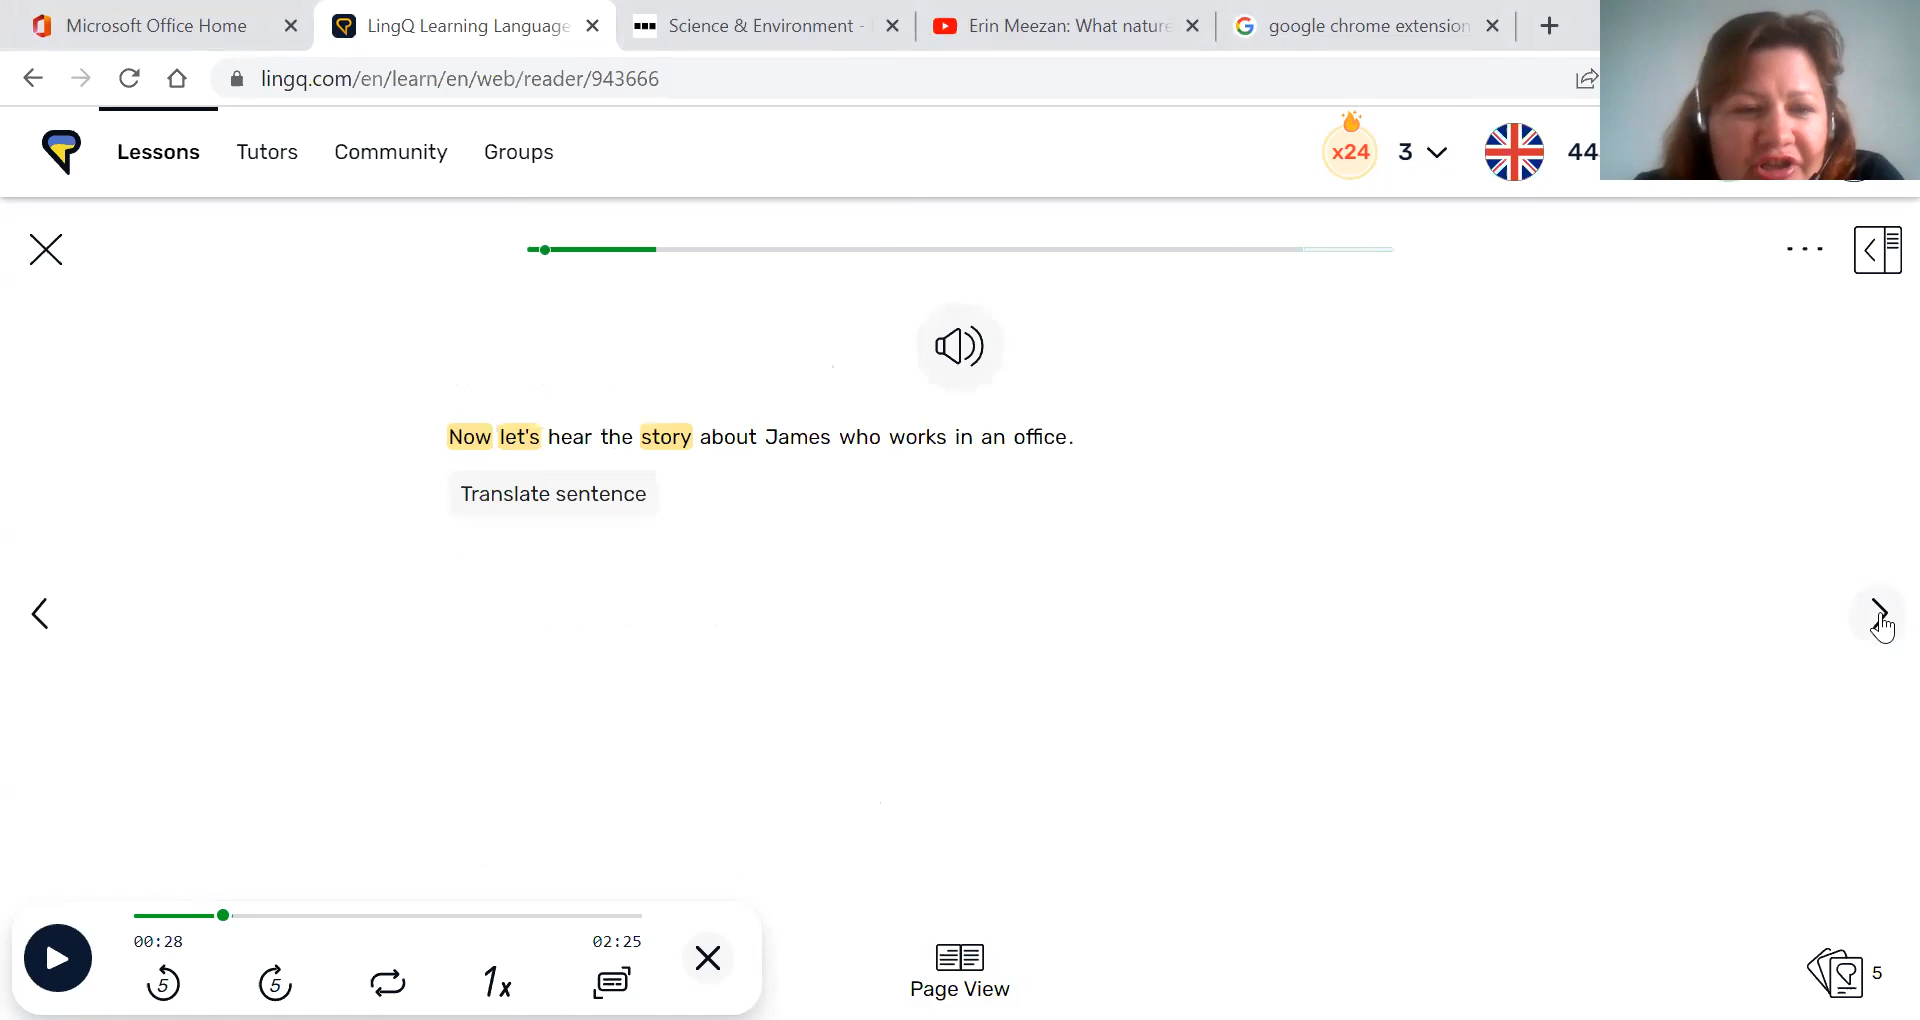 Microsoft Office Home
LingQ Learning Language
Science & Environment -
Erin Meezan: What nature
google chrome extension
lingq.com/en/learn/en/web/reader/943666
Lessons Tutors Community Groups
x24 3 44
Now let's hear the story about James who works in an office.
Translate sentence
00:28 02:25
5 5 1x
Page View
5